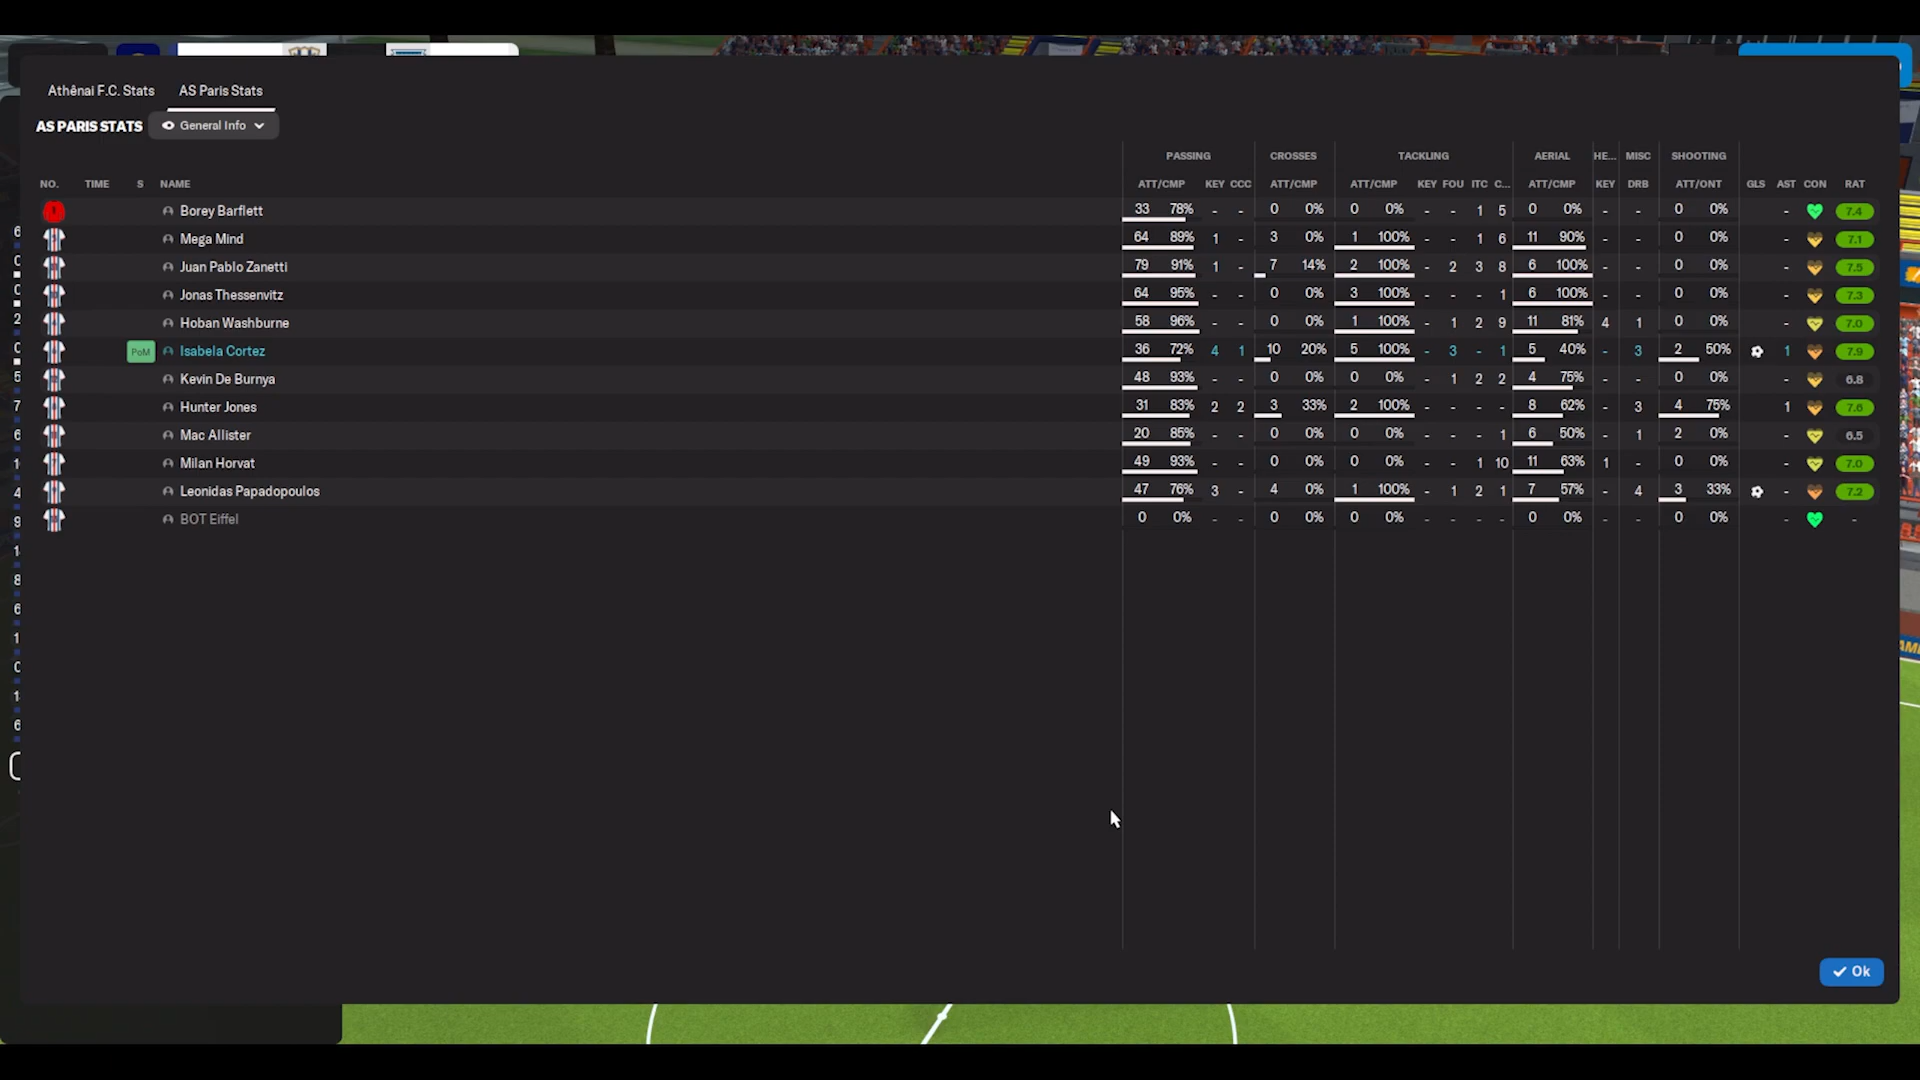 Athênai F.C. Stats AS Paris Stats
AS PARIS STATS General Info
PASSING CROSSES TACKLING AERIAL HE... MISC SHOOTING
NO. TIME S NAME ATT/CMP KEY CCC ATT/CMP ATT/CMP KEY FOU ITC C... ATT/CMP KEY DRB ATT/ONT GLS AST CON RAT
Borey Barflett 33 78% - - 0 0% 0 0% - - 1 5 0 0% - - 0 0% - 7.4
Mega Mind 64 89% 1 - 3 0% 1 100% - - 1 6 11 90% - - 0 0% - 7.1
Juan Pablo Zanetti 79 91% 1 - 7 14% 2 100% - 2 3 8 6 100% - - 0 0% - 7.5
Jonas Thessenvitz 64 95% - - 0 0% 3 100% - - - 1 6 100% - - 0 0% - 7.3
Hoban Washburne 58 96% - - 0 0% 1 100% - 1 2 9 11 81% 4 1 0 0% - 7.0
PoM Isabela Cortez 36 72% 4 1 10 20% 5 100% - 3 - 1 5 40% - 3 2 50% 1 7.9
Kevin De Burnya 48 93% - - 0 0% 0 0% - 1 2 2 4 75% - - 0 0% - 6.8
Hunter Jones 31 83% 2 2 3 33% 2 100% - - - - 8 62% - 3 4 75% 1 7.6
Mac Allister 20 85% - - 0 0% 0 0% - - - 1 6 50% - 1 2 0% - 6.5
Milan Horvat 49 93% - - 0 0% 0 0% - - 1 10 11 63% 1 - 0 0% - 7.0
Leonidas Papadopoulos 47 76% 3 - 4 0% 1 100% - 1 2 1 7 57% - 4 3 33% - 7.2
BOT Eiffel 0 0% - - 0 0% 0 0% - - - - 0 0% - - 0 0% - -
Ok